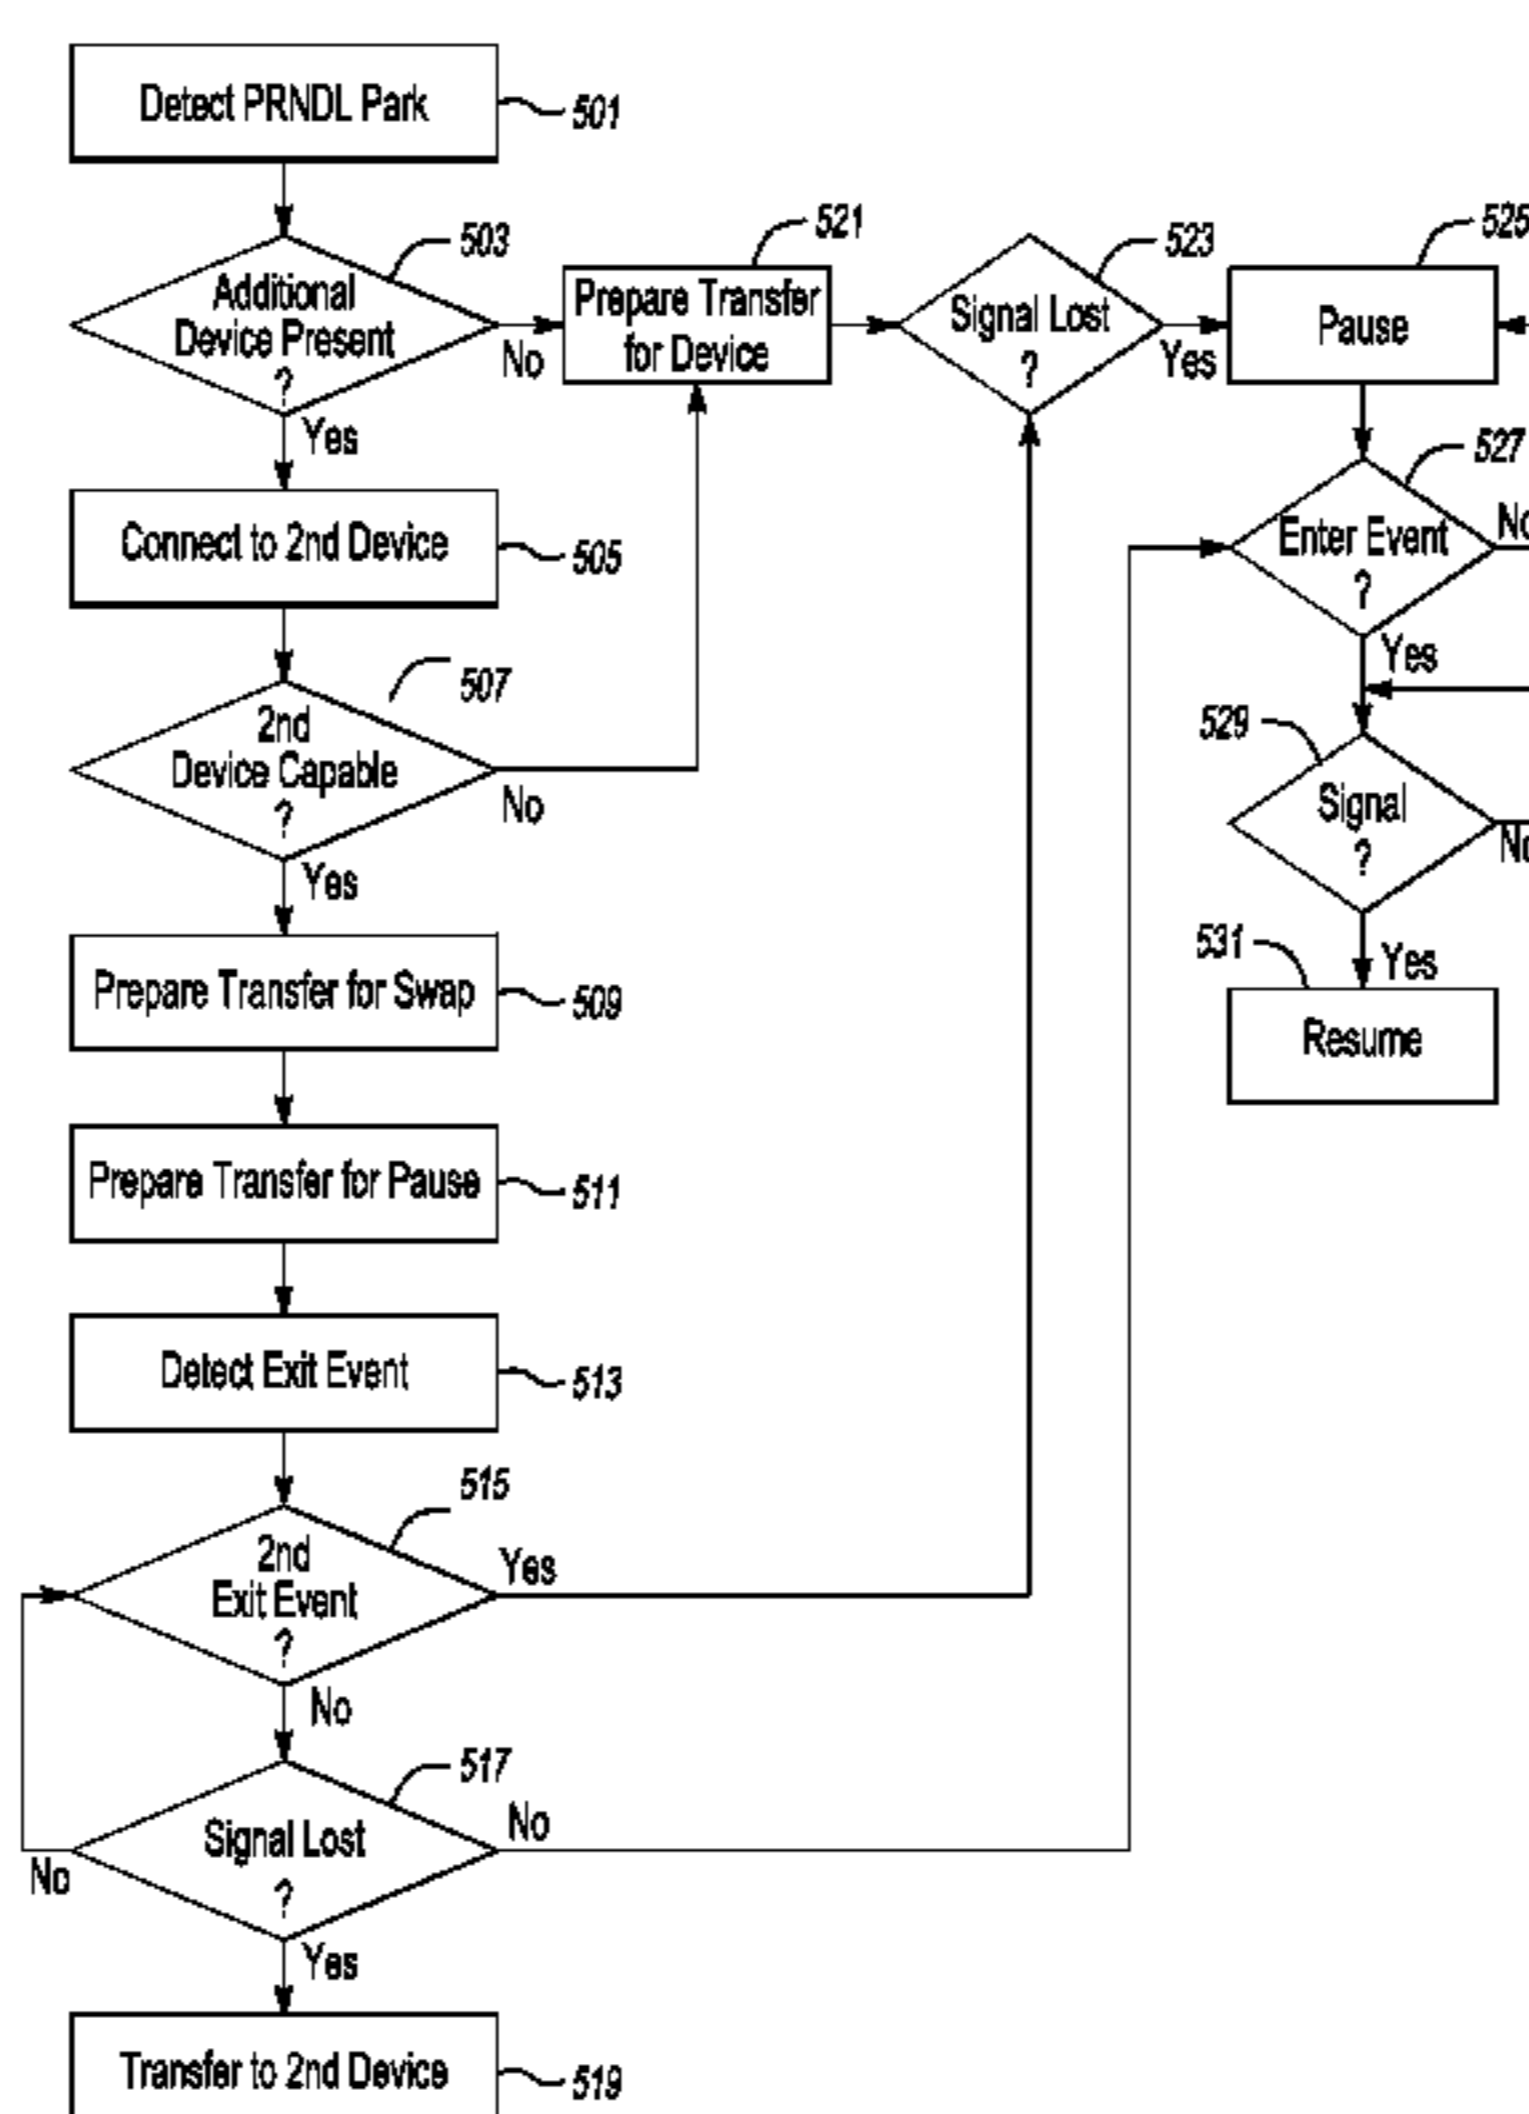 Detect PRNDL Park
501
503
Additional
Device Present
?
No
Yes
521
Prepare Transfer
for Device
523
Signal Lost
?
Yes
525
Pause
Connect to 2nd Device
505
527
Enter Event
?
No
Yes
507
2nd
Device Capable
?
No
Yes
529
Signal
?
No
Yes
531
Resume
Prepare Transfer for Swap
509
Prepare Transfer for Pause
511
Detect Exit Event
513
515
2nd
Exit Event
?
Yes
No
517
Signal Lost
?
No
No
Yes
Transfer to 2nd Device
519